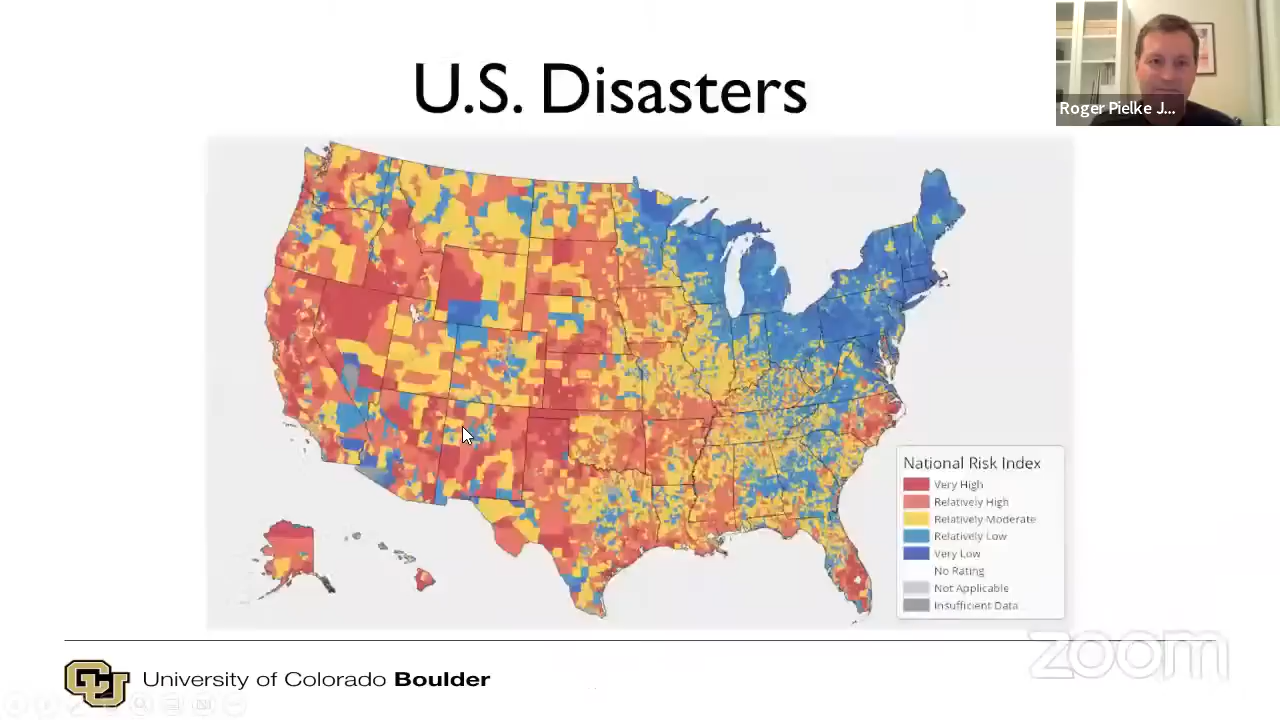 U.S. Disasters
Roger Pielke J...
National Risk Index
Very High
Relatively High
Relatively Moderate
Relatively Low
Very Low
No Rating
Not Applicable
Insufficient Data
zoom
CU
University of Colorado Boulder